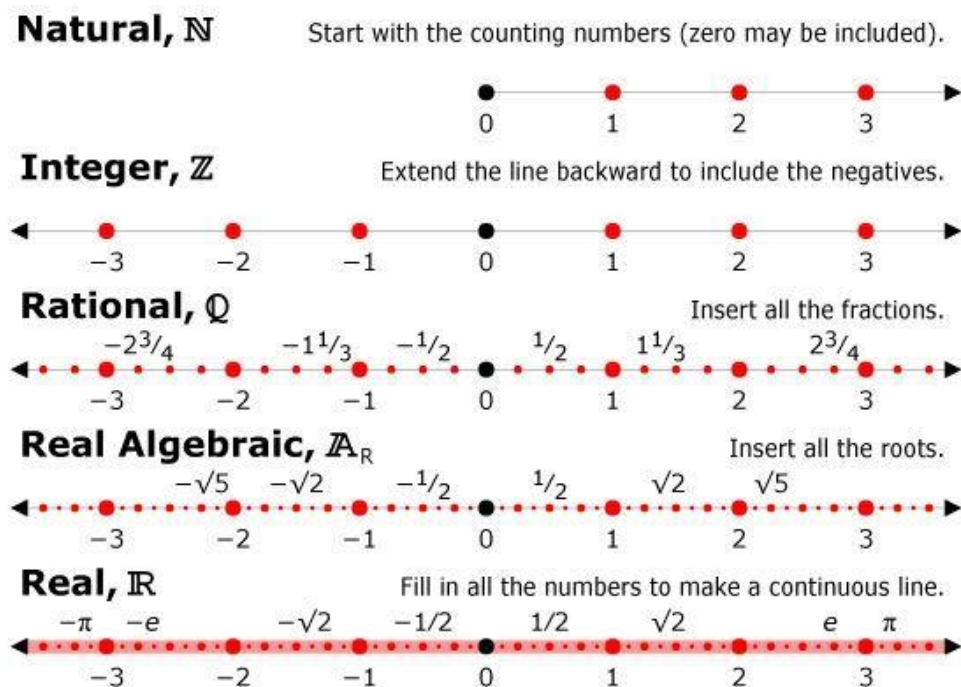 Natural, ℕ Start with the counting numbers (zero may be included).
0 1 2 3
Integer, ℤ Extend the line backward to include the negatives.
−3 −2 −1 0 1 2 3
Rational, ℚ Insert all the fractions.
−2³/₄ −1¹/₃ −¹/₂ ¹/₂ 1¹/₃ 2³/₄
−3 −2 −1 0 1 2 3
Real Algebraic, 𝔸R Insert all the roots.
−√5 −√2 −¹/₂ ¹/₂ √2 √5
−3 −2 −1 0 1 2 3
Real, ℝ Fill in all the numbers to make a continuous line.
−π −e −√2 −1/2 1/2 √2 e π
−3 −2 −1 0 1 2 3